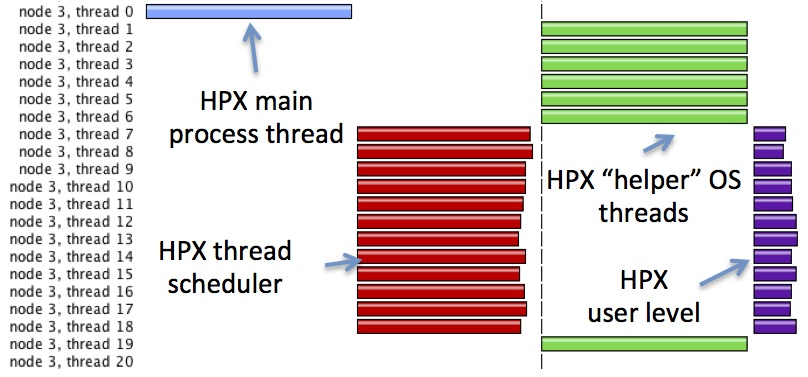 node 3, thread 0
node 3, thread 1
node 3, thread 2
node 3, thread 3
node 3, thread 4
node 3, thread 5
node 3, thread 6
node 3, thread 7
node 3, thread 8
node 3, thread 9
node 3, thread 10
node 3, thread 11
node 3, thread 12
node 3, thread 13
node 3, thread 14
node 3, thread 15
node 3, thread 16
node 3, thread 17
node 3, thread 18
node 3, thread 19
node 3, thread 20
HPX main
process thread
HPX thread
scheduler
HPX “helper” OS
threads
HPX
user level